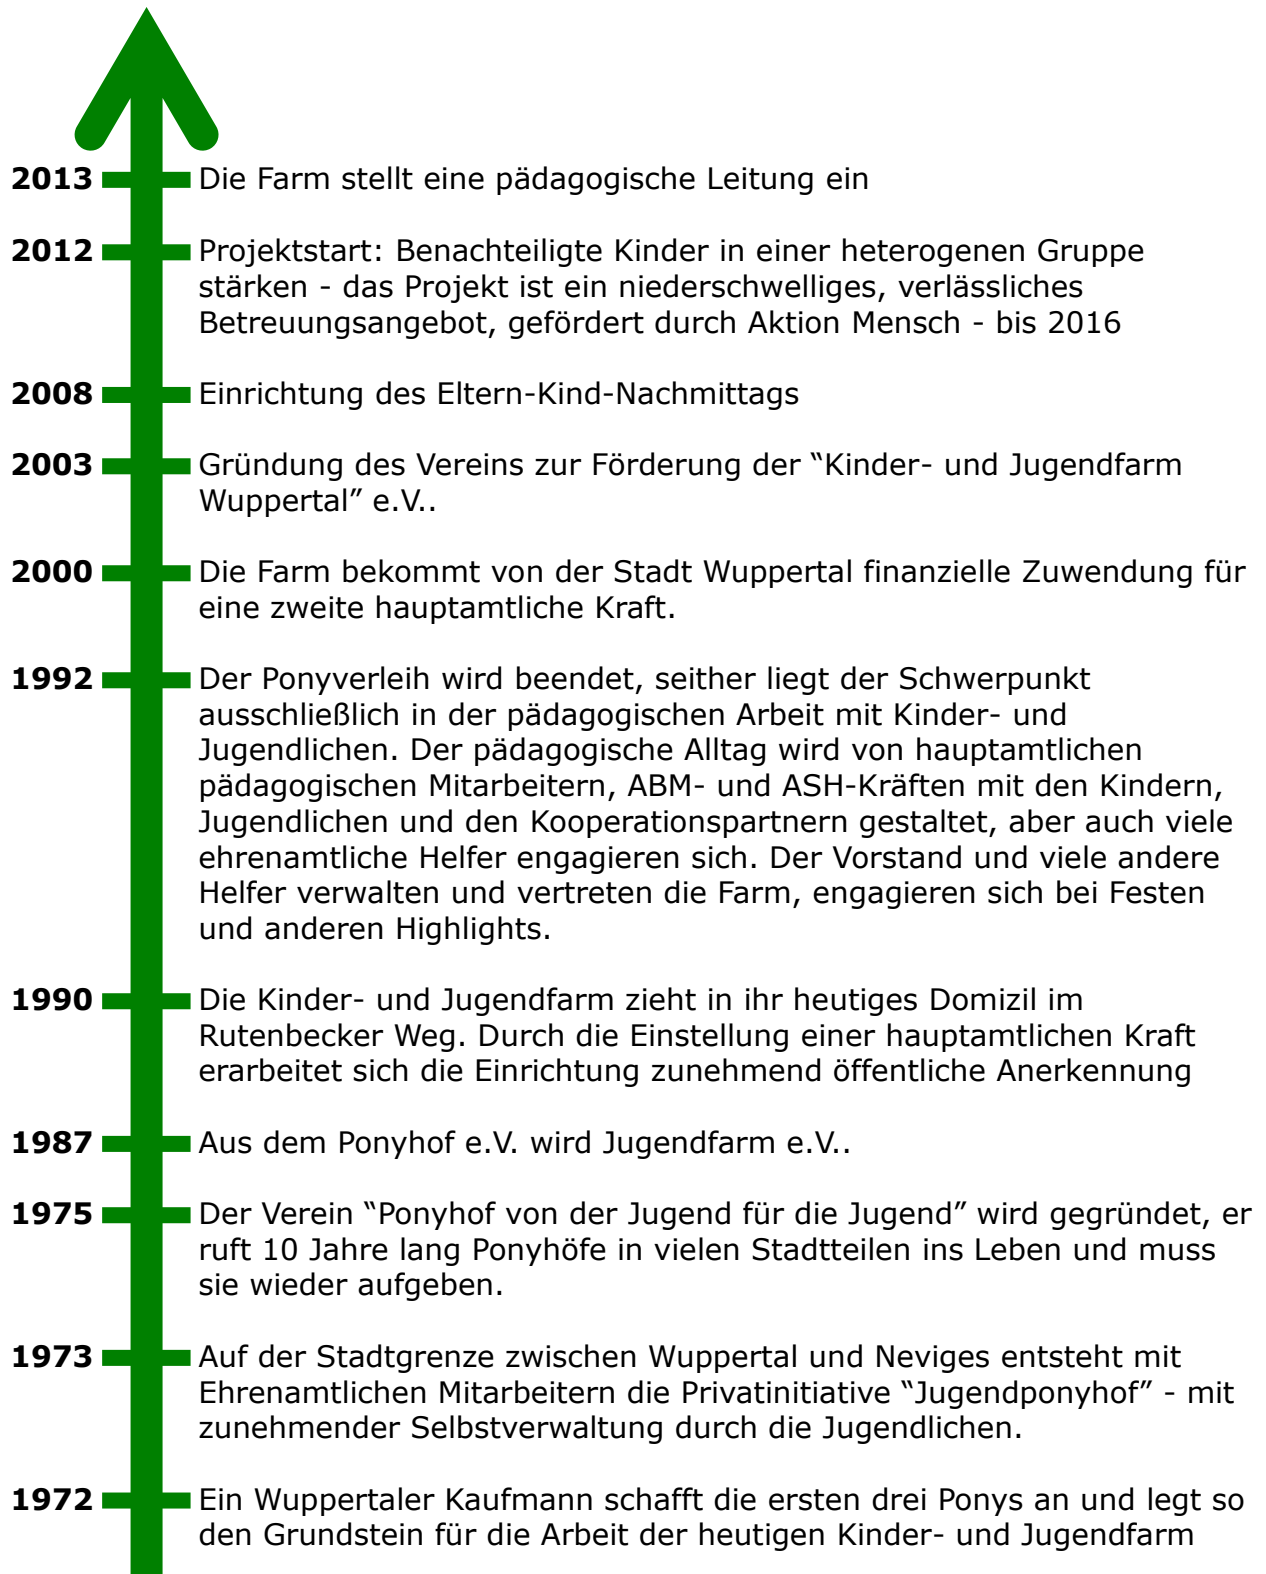 2013 Die Farm stellt eine pädagogische Leitung ein
2012 Projektstart: Benachteiligte Kinder in einer heterogenen Gruppe
stärken - das Projekt ist ein niederschwelliges, verlässliches
Betreuungsangebot, gefördert durch Aktion Mensch - bis 2016
2008 Einrichtung des Eltern-Kind-Nachmittags
2003 Gründung des Vereins zur Förderung der “Kinder- und Jugendfarm
Wuppertal” e.V..
2000 Die Farm bekommt von der Stadt Wuppertal finanzielle Zuwendung für
eine zweite hauptamtliche Kraft.
1992 Der Ponyverleih wird beendet, seither liegt der Schwerpunkt
ausschließlich in der pädagogischen Arbeit mit Kinder- und
Jugendlichen. Der pädagogische Alltag wird von hauptamtlichen
pädagogischen Mitarbeitern, ABM- und ASH-Kräften mit den Kindern,
Jugendlichen und den Kooperationspartnern gestaltet, aber auch viele
ehrenamtliche Helfer engagieren sich. Der Vorstand und viele andere
Helfer verwalten und vertreten die Farm, engagieren sich bei Festen
und anderen Highlights.
1990 Die Kinder- und Jugendfarm zieht in ihr heutiges Domizil im
Rutenbecker Weg. Durch die Einstellung einer hauptamtlichen Kraft
erarbeitet sich die Einrichtung zunehmend öffentliche Anerkennung
1987 Aus dem Ponyhof e.V. wird Jugendfarm e.V..
1975 Der Verein “Ponyhof von der Jugend für die Jugend” wird gegründet, er
ruft 10 Jahre lang Ponyhöfe in vielen Stadtteilen ins Leben und muss
sie wieder aufgeben.
1973 Auf der Stadtgrenze zwischen Wuppertal und Neviges entsteht mit
Ehrenamtlichen Mitarbeitern die Privatinitiative “Jugendponyhof” - mit
zunehmender Selbstverwaltung durch die Jugendlichen.
1972 Ein Wuppertaler Kaufmann schafft die ersten drei Ponys an und legt so
den Grundstein für die Arbeit der heutigen Kinder- und Jugendfarm